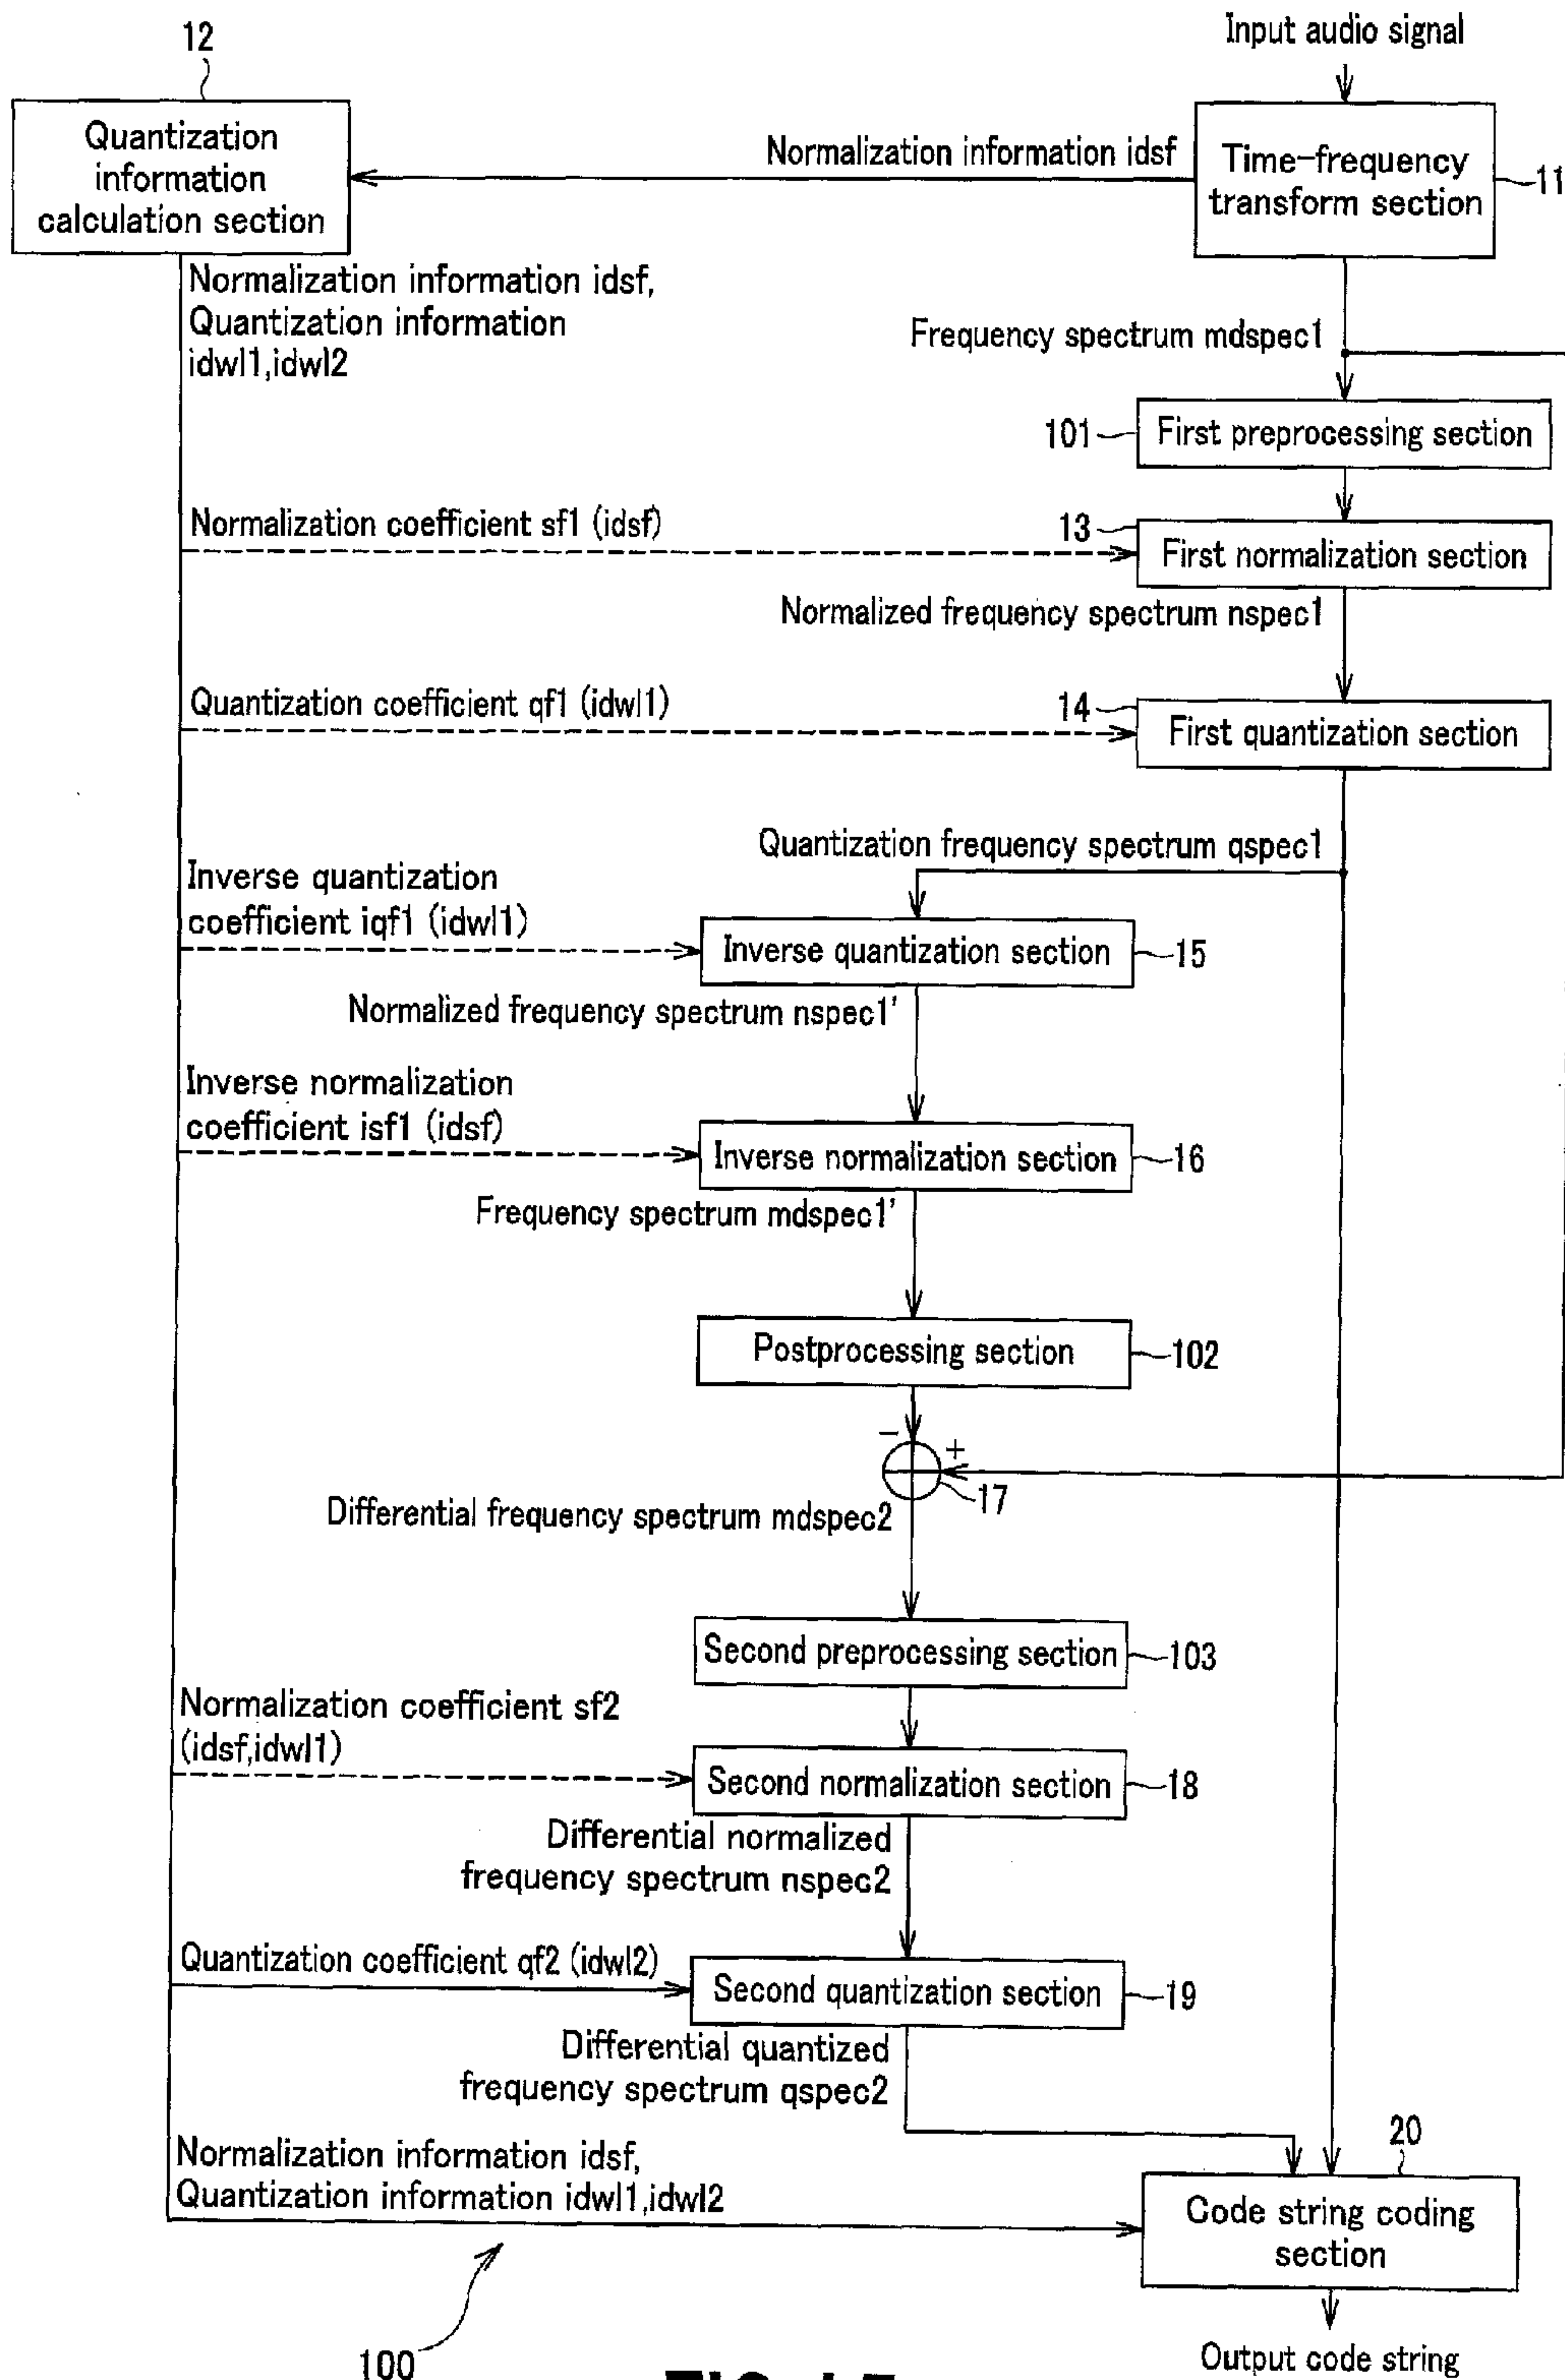 Input audio signal
12
Quantization
information
calculation section
Normalization information idsf
Time-frequency
transform section
11
Normalization information idsf,
Quantization information
idwl1,idwl2
Frequency spectrum mdspec1
101
First preprocessing section
Normalization coefficient sf1 (idsf)
13
First normalization section
Normalized frequency spectrum nspec1
Quantization coefficient qf1 (idwl1)
14
First quantization section
Quantization frequency spectrum qspec1
Inverse quantization
coefficient iqf1 (idwl1)
Inverse quantization section
15
Normalized frequency spectrum nspec1'
Inverse normalization
coefficient isf1 (idsf)
Inverse normalization section
16
Frequency spectrum mdspec1'
Postprocessing section
102
− +
17
Differential frequency spectrum mdspec2
Second preprocessing section
103
Normalization coefficient sf2
(idsf,idwl1)
Second normalization section
18
Differential normalized
frequency spectrum nspec2
Quantization coefficient qf2 (idwl2)
Second quantization section
19
Differential quantized
frequency spectrum qspec2
Normalization information idsf,
Quantization information idwl1,idwl2
20
Code string coding
section
100
Output code string